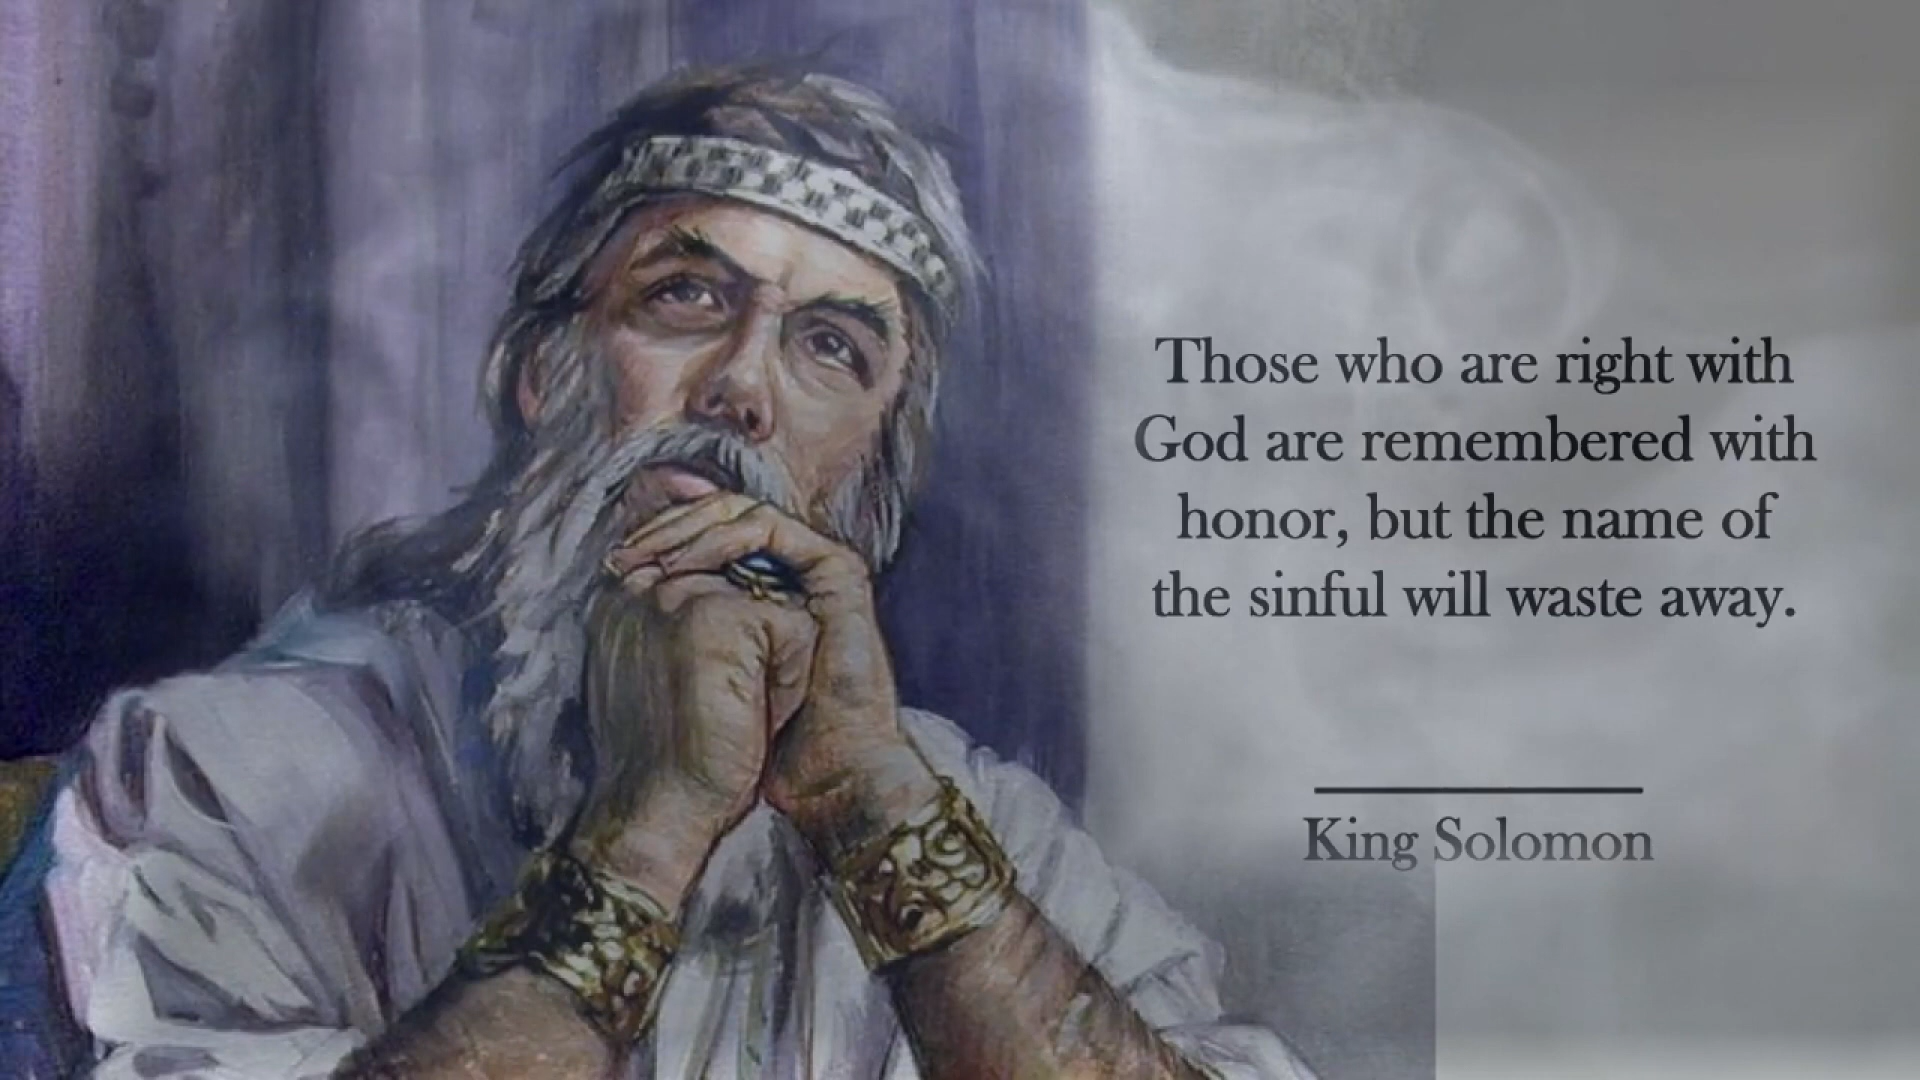 Those who are right with
God are remembered with
honor, but the name of
the sinful will waste away.
King Solomon